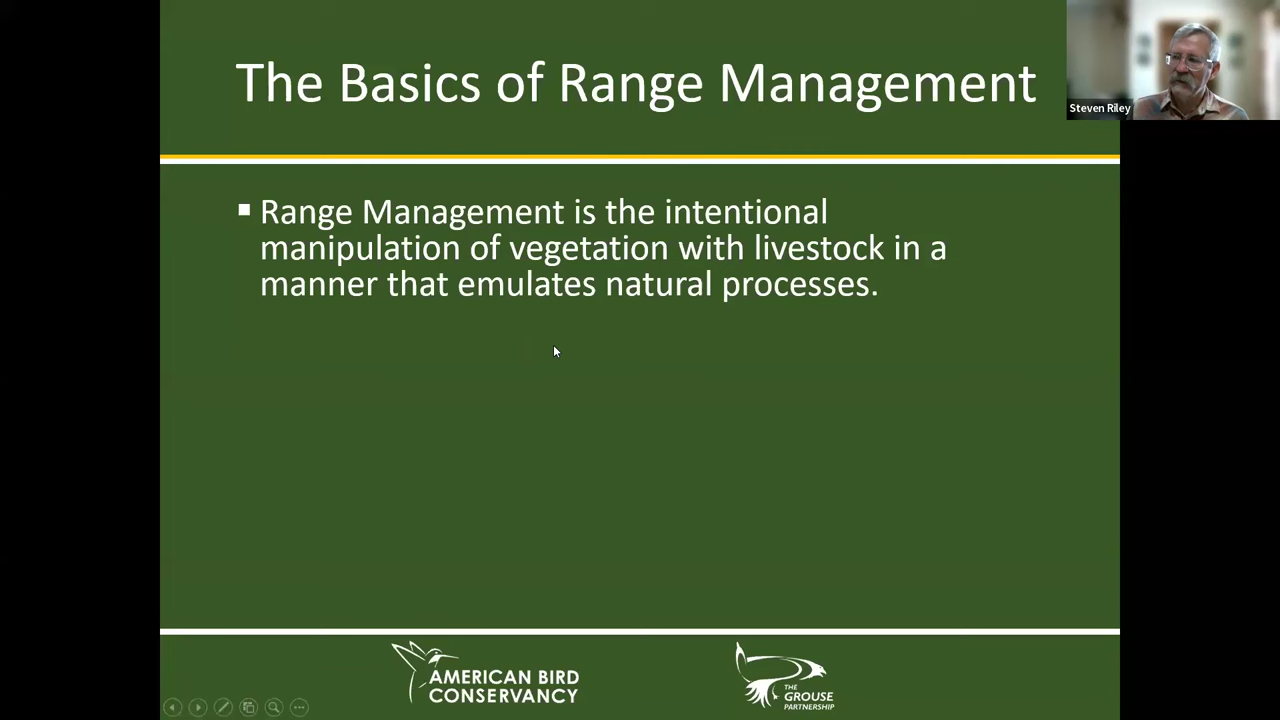 The Basics of Range Management
Steven Riley
Range Management is the intentional
manipulation of vegetation with livestock in a
manner that emulates natural processes.
AMERICAN BIRD
CONSERVANCY
THE
GROUSE
PARTNERSHIP